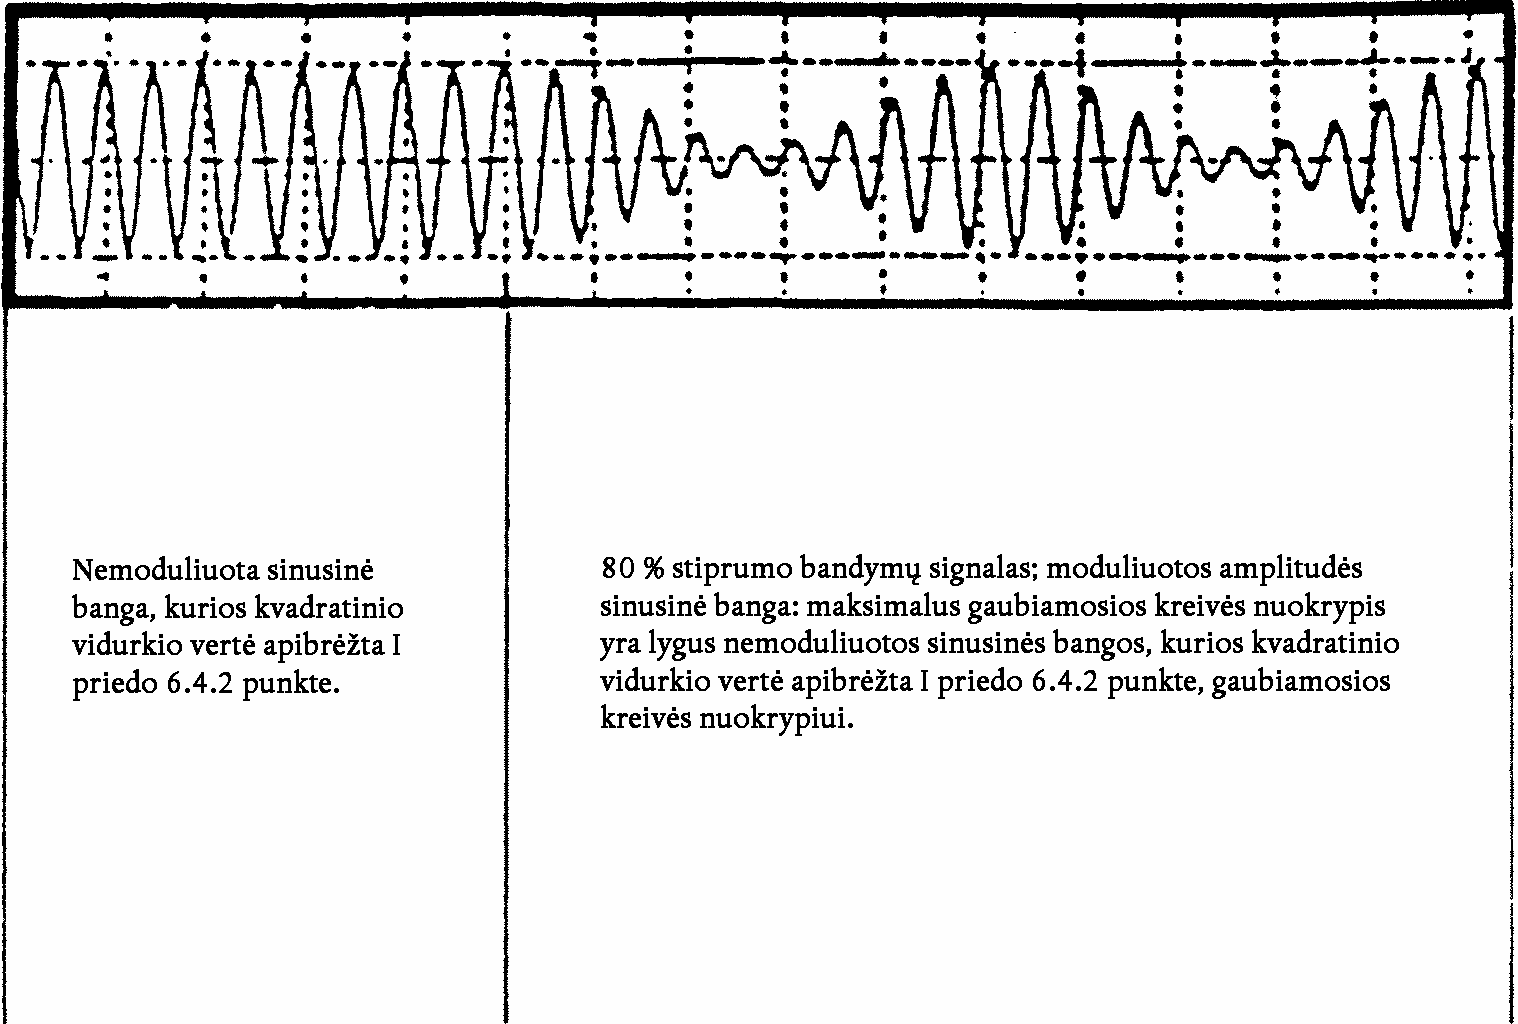 Nemoduliuota sinusinė
banga, kurios kvadratinio
vidurkio vertė apibrėžta I
priedo 6.4.2 punkte.
80 % stiprumo bandymų signalas; moduliuotos amplitudės
sinusinė banga: maksimalus gaubiamosios kreivės nuokrypis
yra lygus nemoduliuotos sinusinės bangos, kurios kvadratinio
vidurkio vertė apibrėžta I priedo 6.4.2 punkte, gaubiamosios
kreivės nuokrypiui.